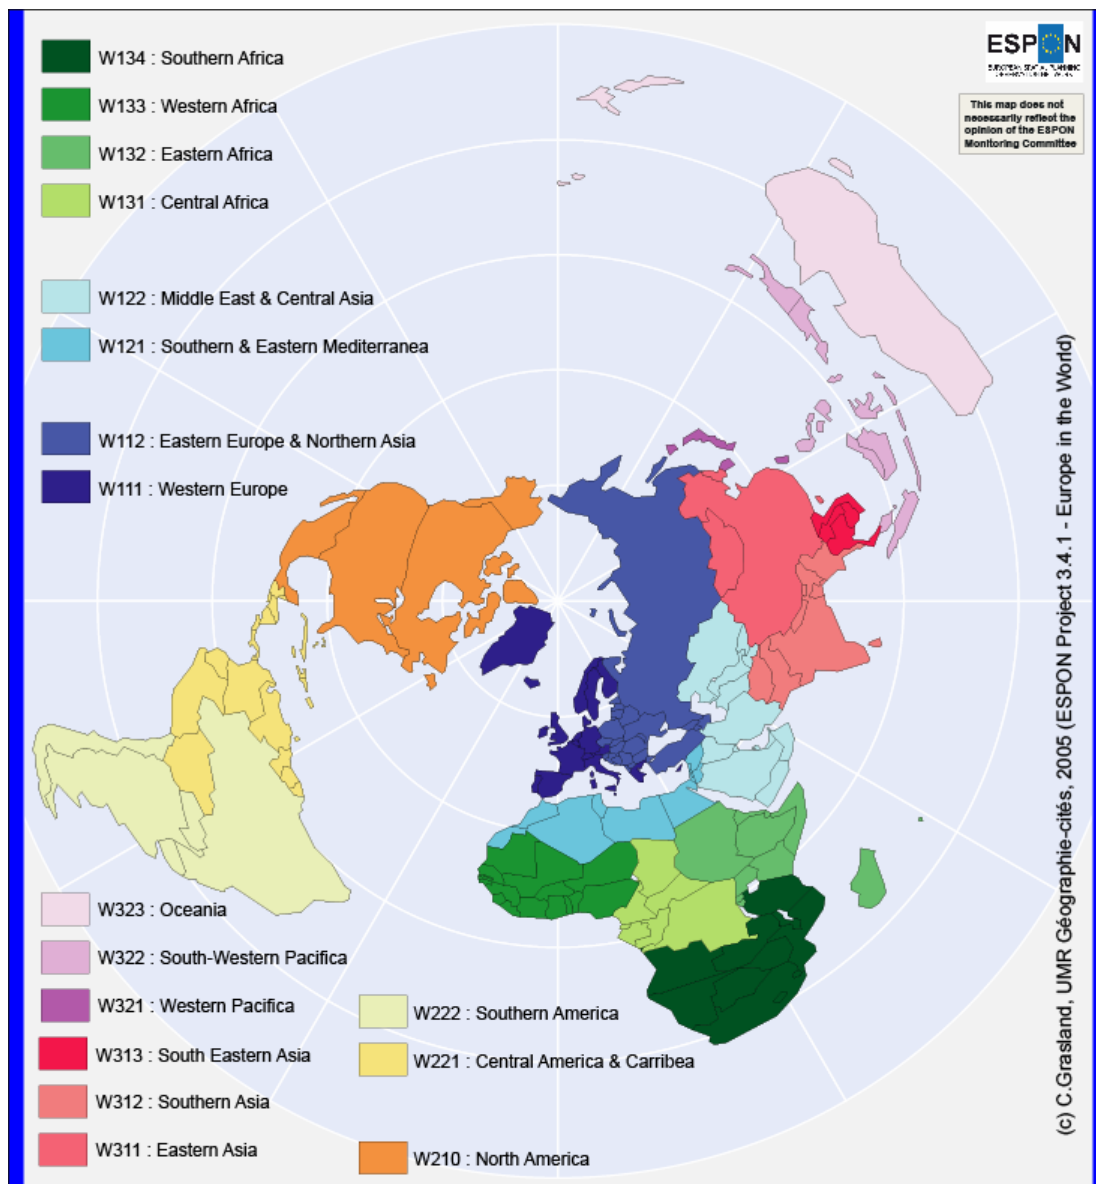 W134 : Southern Africa
W133 : Western Africa
W132 : Eastern Africa
W131 : Central Africa
W122 : Middle East & Central Asia
W121 : Southern & Eastern Mediterranea
W112 : Eastern Europe & Northern Asia
W111 : Western Europe
ESPON
EUROPEAN SPATIAL PLANNING
This map does not
necessarily reflect the
opinion of the ESPON
Monitoring Committee
(c) C.Grasland, UMR Géographie-cités, 2005 (ESPON Project 3.4.1 - Europe in the World)
W323 : Oceania
W322 : South-Western Pacifica
W321 : Western Pacifica
W313 : South Eastern Asia
W312 : Southern Asia
W311 : Eastern Asia
W222 : Southern America
W221 : Central America & Carribea
W210 : North America